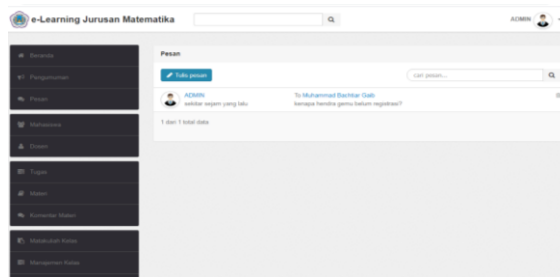 e-Learning Jurusan Matematika
ADMIN
Beranda
Pengumuman
Pesan
Mahasiswa
Dosen
Tugas
Materi
Komentar Materi
Matakuliah Kelas
Manajemen Kelas
Pesan
Tulis pesan
cari pesan...
ADMIN
sekitar sejam yang lalu
To Muhammad Bachtiar Gaib
kenapa hendra gemu belum registrasi?
1 dari 1 total data